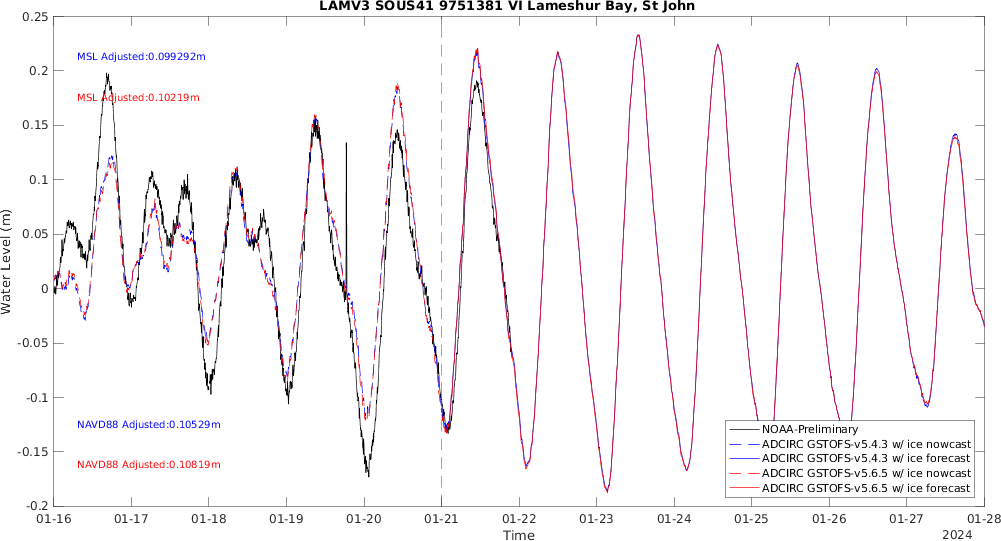 LAMV3 SOUS41 9751381 VI Lameshur Bay, St John
0.25
0.2
0.15
0.1
0.05
0
-0.05
-0.1
-0.15
-0.2
Water Level (m)
MSL Adjusted:0.099292m
MSL Adjusted:0.10219m
NAVD88 Adjusted:0.10529m
NAVD88 Adjusted:0.10819m
NOAA-Preliminary
ADCIRC GSTOFS-v5.4.3 w/ ice nowcast
ADCIRC GSTOFS-v5.4.3 w/ ice forecast
ADCIRC GSTOFS-v5.6.5 w/ ice nowcast
ADCIRC GSTOFS-v5.6.5 w/ ice forecast
01-16 01-17 01-18 01-19 01-20 01-21 01-22 01-23 01-24 01-25 01-26 01-27 01-28
Time
2024